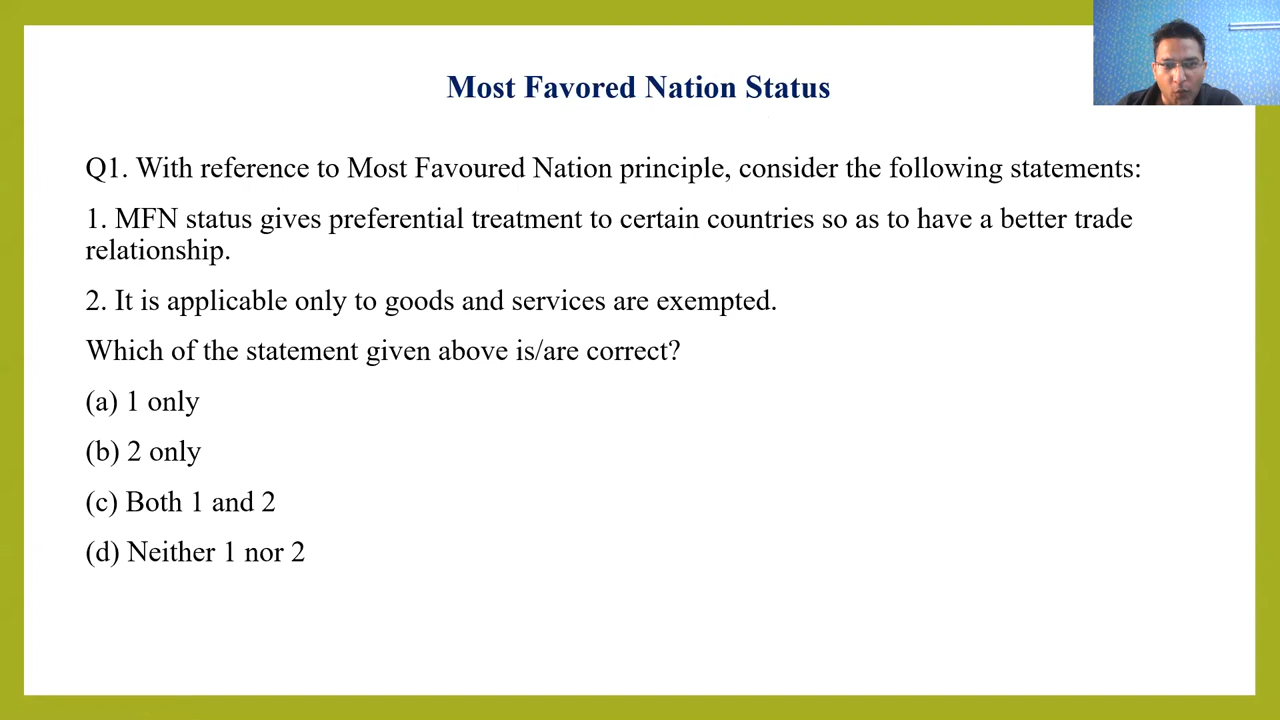 Most Favored Nation Status
Q1. With reference to Most Favoured Nation principle, consider the following statements:
1. MFN status gives preferential treatment to certain countries so as to have a better trade
relationship.
2. It is applicable only to goods and services are exempted.
Which of the statement given above is/are correct?
(a) 1 only
(b) 2 only
(c) Both 1 and 2
(d) Neither 1 nor 2